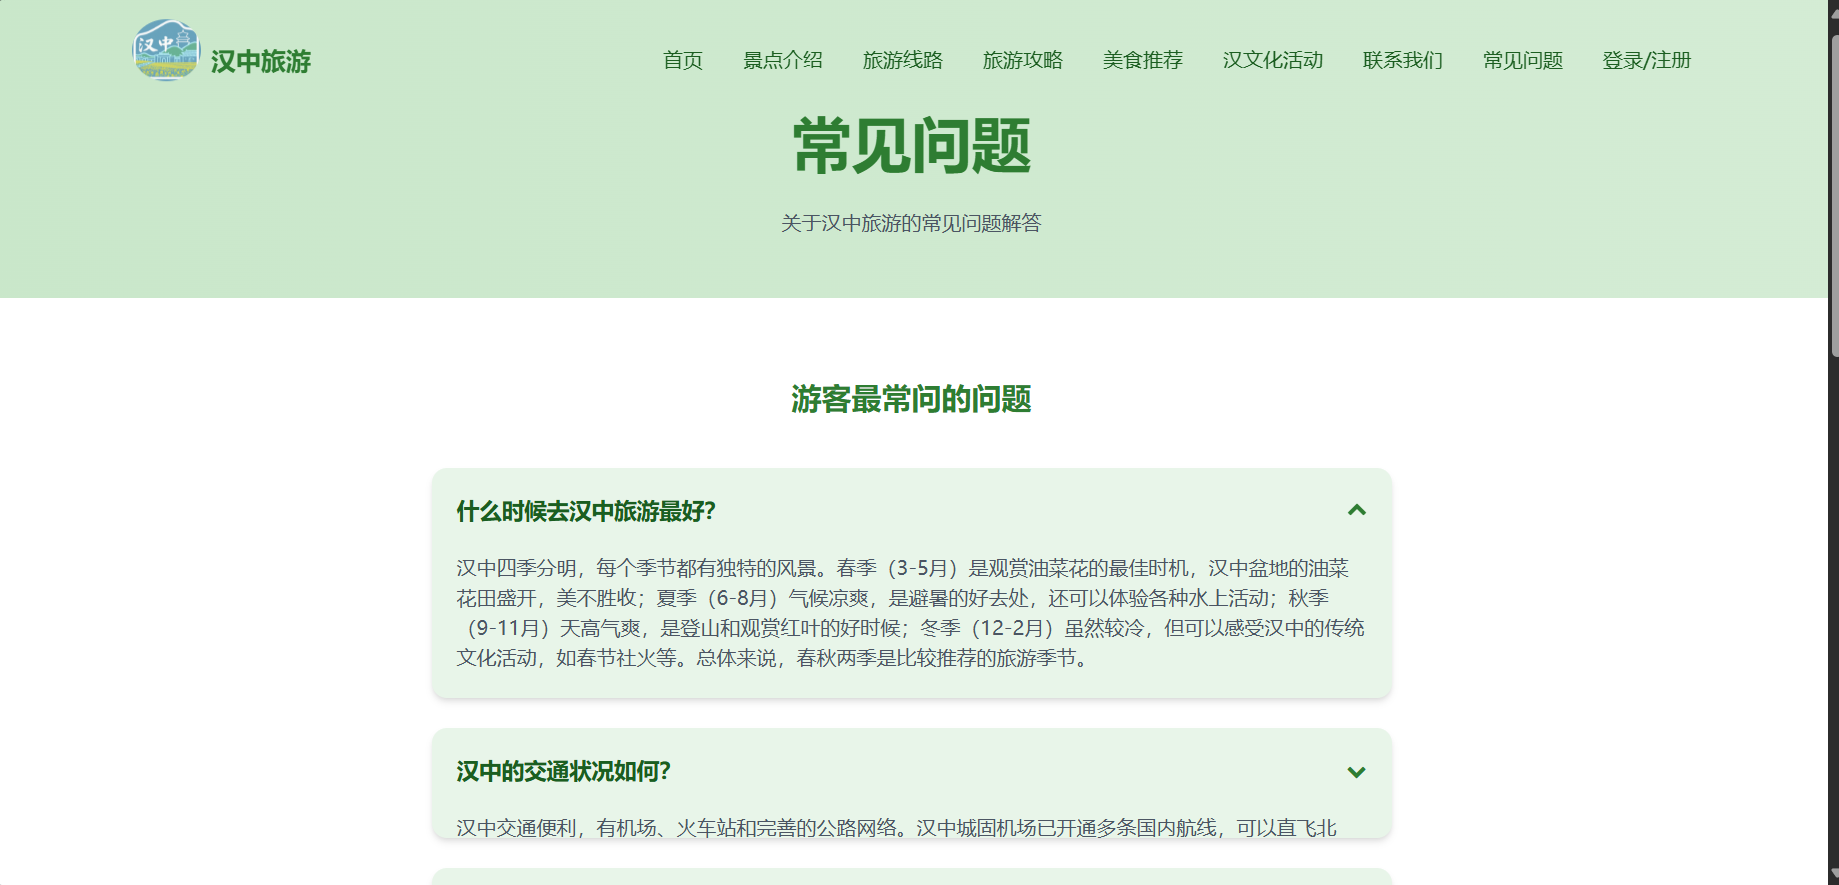 汉中
汉中旅游
首页 景点介绍 旅游线路 旅游攻略 美食推荐 汉文化活动 联系我们 常见问题 登录/注册
常见问题
关于汉中旅游的常见问题解答
游客最常问的问题
什么时候去汉中旅游最好？
汉中四季分明，每个季节都有独特的风景。春季（3-5月）是观赏油菜花的最佳时机，汉中盆地的油菜
花田盛开，美不胜收；夏季（6-8月）气候凉爽，是避暑的好去处，还可以体验各种水上活动；秋季
（9-11月）天高气爽，是登山和观赏红叶的好时候；冬季（12-2月）虽然较冷，但可以感受汉中的传统
文化活动，如春节社火等。总体来说，春秋两季是比较推荐的旅游季节。
汉中的交通状况如何？
汉中交通便利，有机场、火车站和完善的公路网络。汉中城固机场已开通多条国内航线，可以直飞北